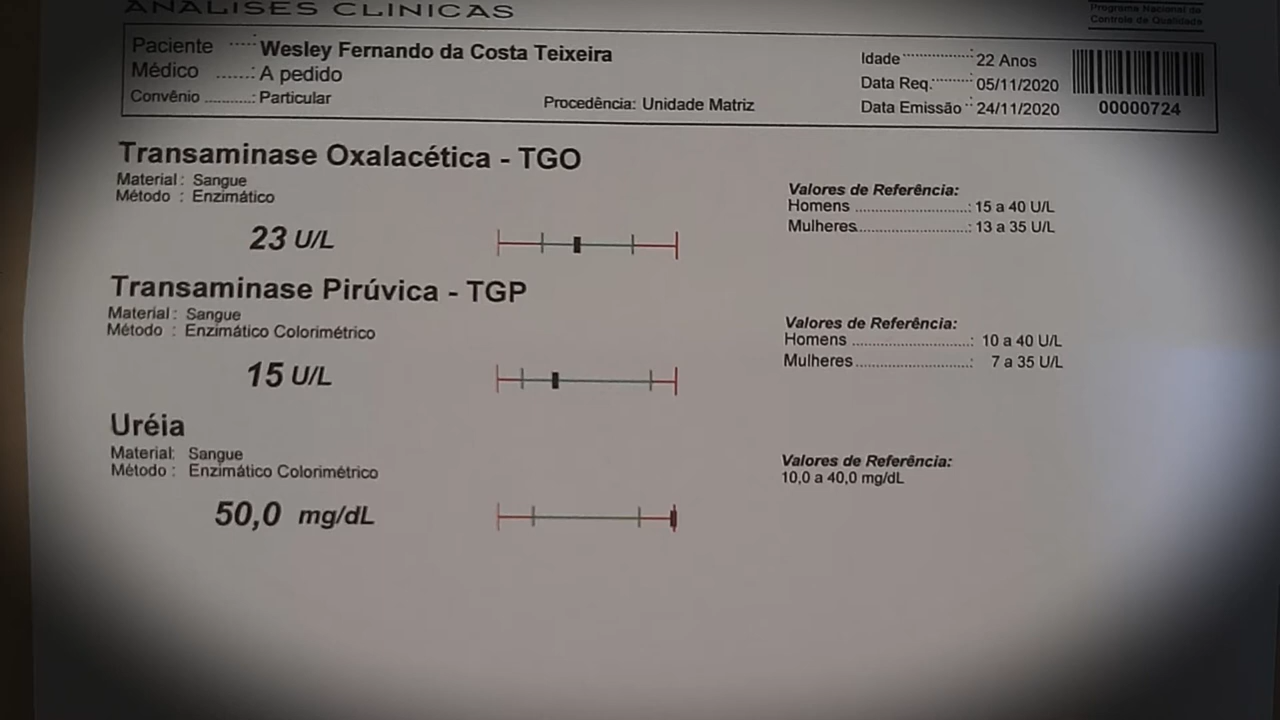 ANÁLISES CLINICAS
Programa Nacional de
Controle de Qualidade
Paciente ····: Wesley Fernando da Costa Teixeira
Idade ················: 22 Anos
Médico .......: A pedido
Data Req.·········: 05/11/2020
Convênio ...........: Particular
Procedência: Unidade Matriz
Data Emissão ··: 24/11/2020
00000724
Transaminase Oxalacética - TGO
Material : Sangue
Método : Enzimático
Valores de Referência:
Homens ...........................: 15 a 40 U/L
Mulheres..........................: 13 a 35 U/L
23 U/L
Transaminase Pirúvica - TGP
Material : Sangue
Método : Enzimático Colorimétrico
Valores de Referência:
Homens ...........................: 10 a 40 U/L
Mulheres ..........................: 7 a 35 U/L
15 U/L
Uréia
Material: Sangue
Método : Enzimático Colorimétrico
Valores de Referência:
10,0 a 40,0 mg/dL
50,0 mg/dL